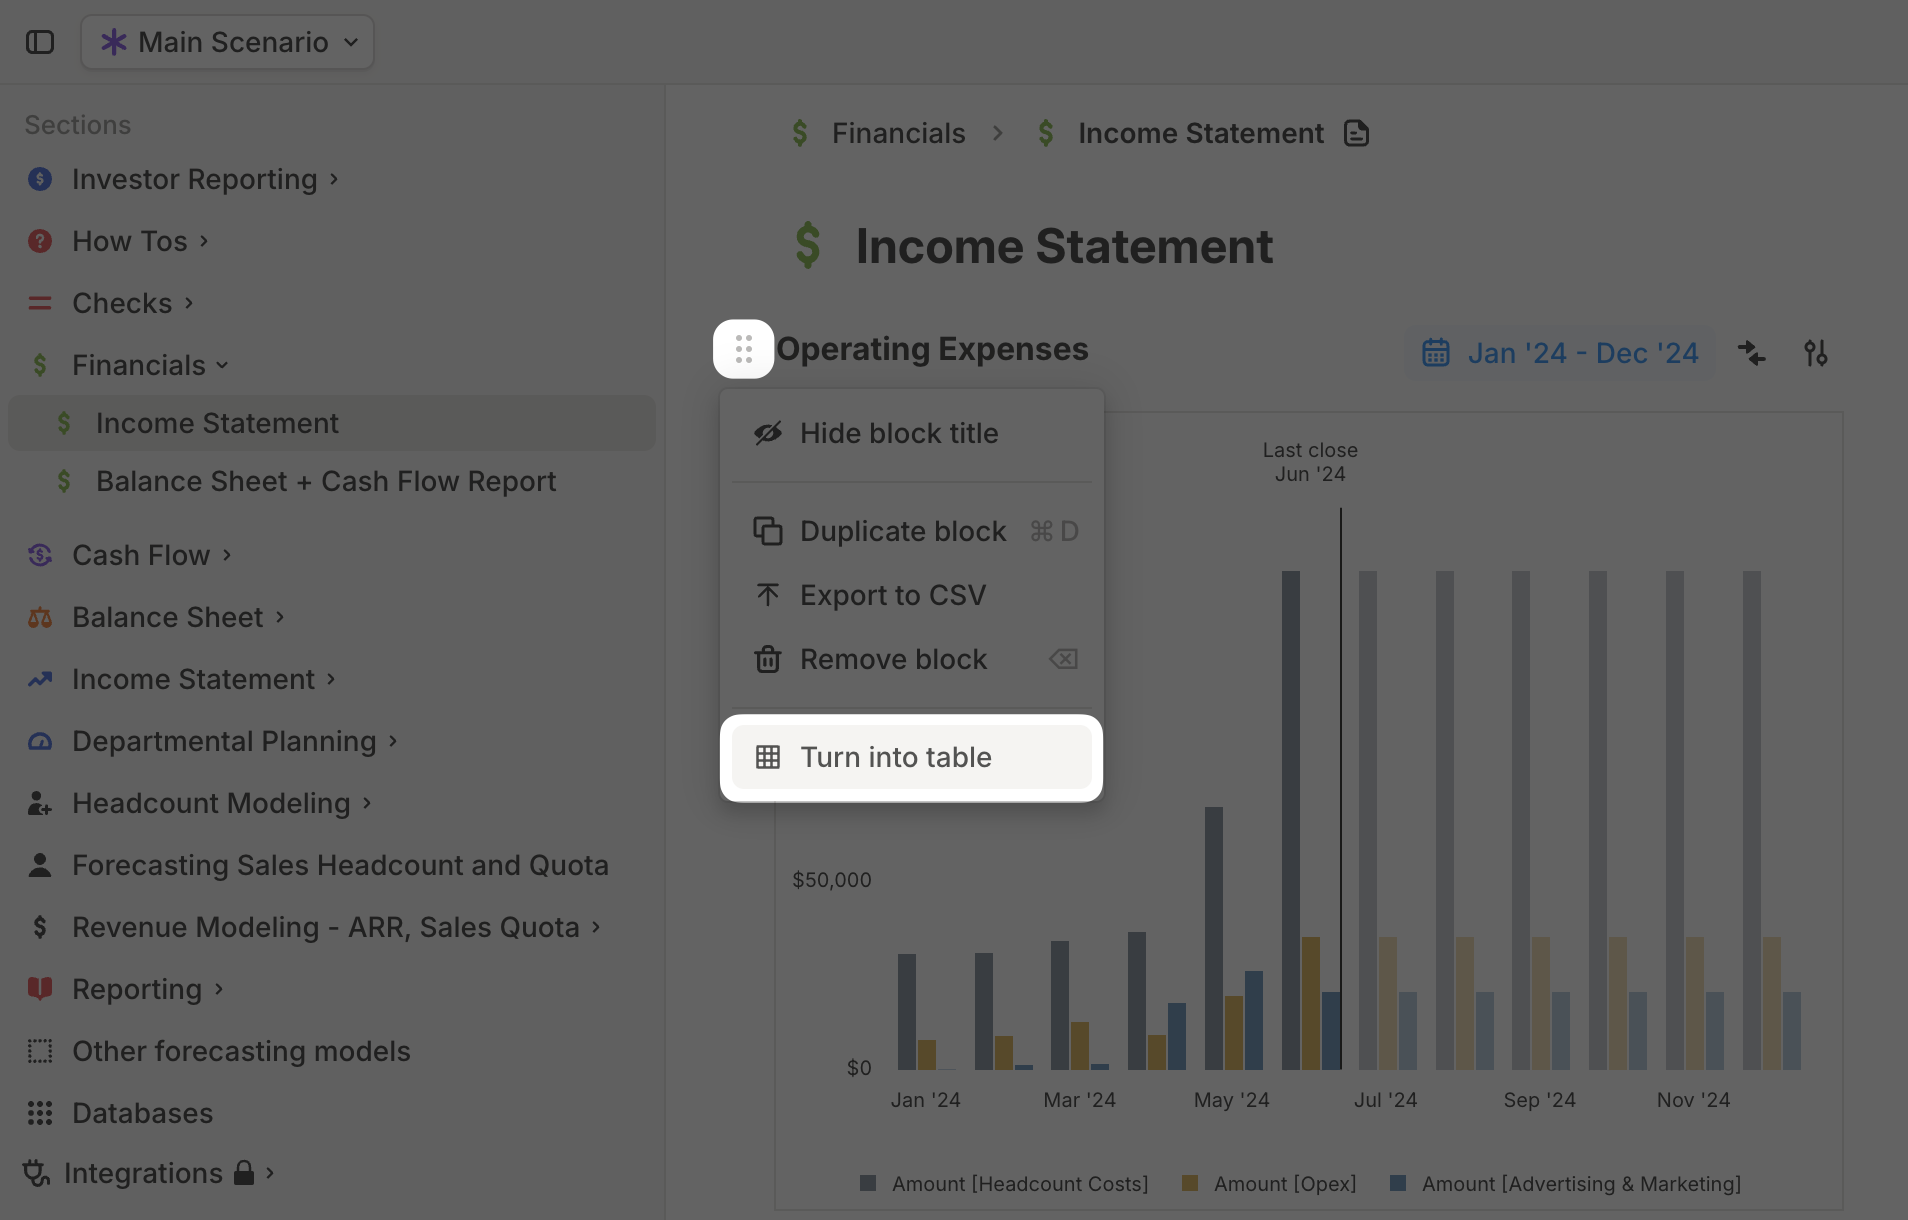 Main Scenario
Sections
Investor Reporting
How Tos
Checks
Financials
Income Statement
Balance Sheet + Cash Flow Report
Cash Flow
Balance Sheet
Income Statement
Departmental Planning
Headcount Modeling
Forecasting Sales Headcount and Quota
Revenue Modeling - ARR, Sales Quota
Reporting
Other forecasting models
Databases
Integrations
Financials > Income Statement
Income Statement
Operating Expenses
Jan '24 - Dec '24
Hide block title
Duplicate block ⌘ D
Export to CSV
Remove block
Turn into table
Last close
Jun '24
$50,000
$0
Jan '24 Mar '24 May '24 Jul '24 Sep '24 Nov '24
Amount [Headcount Costs] Amount [Opex] Amount [Advertising & Marketing]